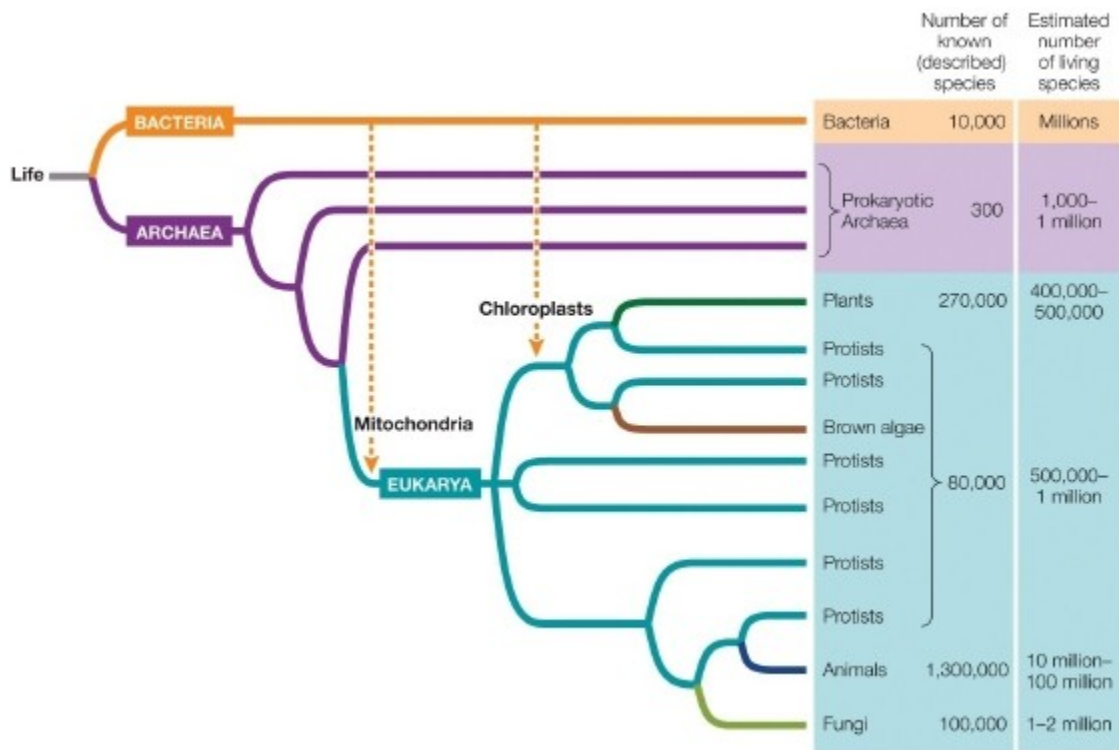 Number of
known
(described)
species
Estimated
number
of living
species
BACTERIA
Bacteria 10,000 Millions
Life
ARCHAEA
Prokaryotic
Archaea
300
1,000–
1 million
Chloroplasts
Plants 270,000
400,000–
500,000
Protists
Protists
Mitochondria
Brown algae
EUKARYA
Protists
80,000
500,000–
1 million
Protists
Protists
Protists
Animals 1,300,000
10 million–
100 million
Fungi 100,000 1–2 million